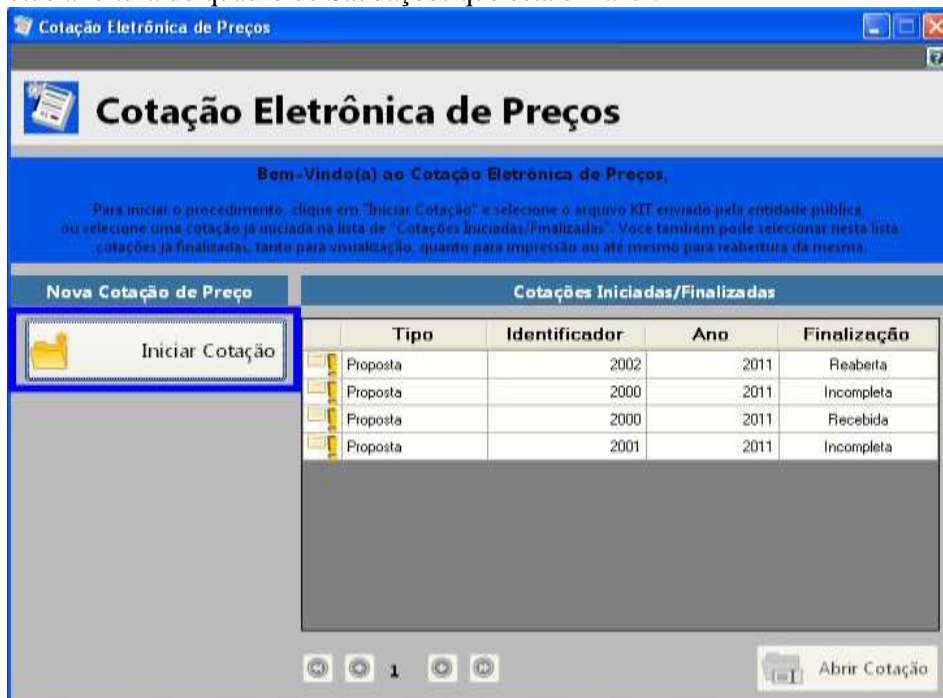 Cotação Eletrônica de Preços
Cotação Eletrônica de Preços
Bem-Vindo(a) ao Cotação Eletrônica de Preços,
Para iniciar o procedimento, clique em "Iniciar Cotação" e selecione o arquivo KIT enviado pela entidade pública,
ou selecione uma cotação já iniciada na lista de "Cotações Iniciadas/Finalizadas". Você também pode selecionar nesta lista
cotações já finalizadas, tanto para visualização, quanto para impressão ou até mesmo para reabertura da mesma.
Nova Cotação de Preço
Cotações Iniciadas/Finalizadas
Iniciar Cotação
Tipo Identificador Ano Finalização
Proposta 2002 2011 Reaberta
Proposta 2000 2011 Incompleta
Proposta 2000 2011 Recebida
Proposta 2001 2011 Incompleta
1
Abrir Cotação